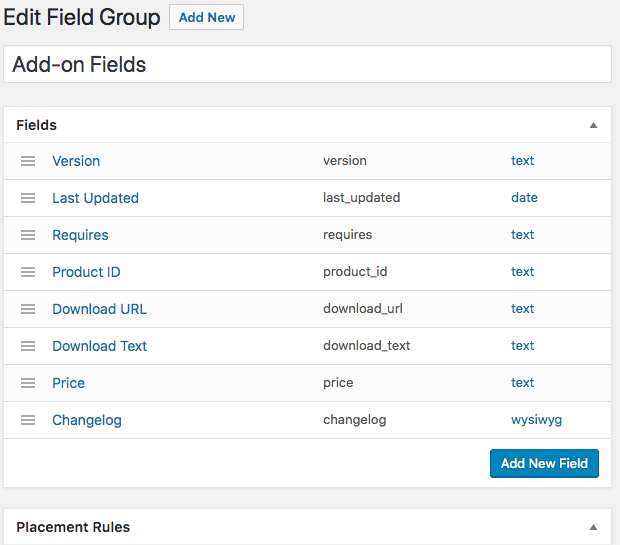 Edit Field Group Add New
Add-on Fields
Fields
Version version text
Last Updated last_updated date
Requires requires text
Product ID product_id text
Download URL download_url text
Download Text download_text text
Price price text
Changelog changelog wysiwyg
Add New Field
Placement Rules